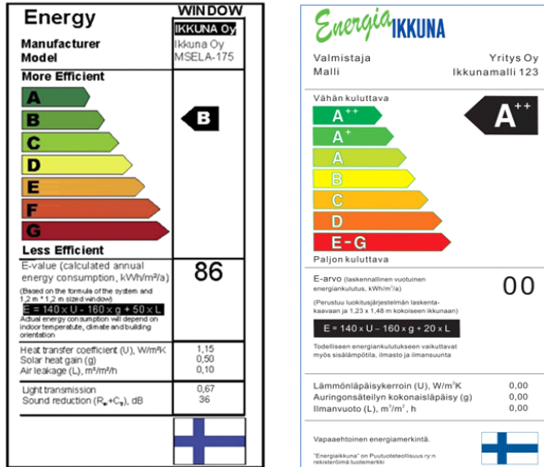 Energy
WINDOW
IKKUNA Oy
Manufacturer
Ikkuna Oy
Model
MSELA-175
More Efficient
A
B
B
C
D
E
F
G
Less Efficient
E-value (calculated annual
energy consumption, kWh/m²/a)
86
(Based on the formula of the system and
1,2 m * 1,2 m sized window)
E = 140 x U - 160 x g + 50 x L
Actual energy consumption will depend on
indoor temperatute, climate and building
orientation
Heat transfer coefficient (U), W/m²K 1,15
Solar heat gain (g) 0,50
Air leakage (L), m³/m²/h 0,10
Light transmission 0,67
Sound reduction (Rw+Ctr), dB 36
Energia IKKUNA
Valmistaja Yritys Oy
Malli Ikkunamalli 123
Vähän kuluttava
A++
A++
A+
A
B
C
D
E-G
Paljon kuluttava
E-arvo (laskennallinen vuotuinen
energiankulutus, kWh/m²/a)
00
(Perustuu luokitusjärjestelmän laskenta-
kaavaan ja 1,23 x 1,48 m kokoiseen ikkunaan)
E = 140 x U - 160 x g + 20 x L
Todelliseen energiankulutukseen vaikuttavat
myös sisälämpötila, ilmasto ja ilmansuunta
Lämmönläpäisykerroin (U), W/m²K 0,00
Auringonsäteilyn kokonaisläpäisy (g) 0,00
Ilmanvuoto (L), m³/m², h 0,00
Vapaaehtoinen energiamerkintä.
"Energiaikkuna" on Puutuoteteollisuus ry:n
rekisteröimä tuotemerkki